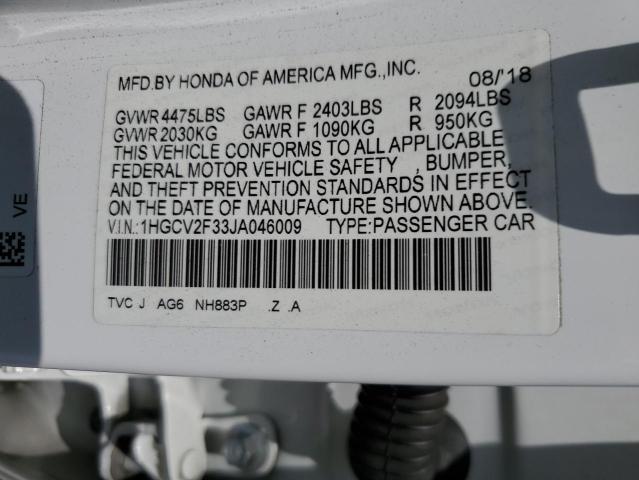 MFD.BY HONDA OF AMERICA MFG.,INC. 08/'18
GVWR 4475LBS GAWR F 2403LBS R 2094LBS
GVWR 2030KG GAWR F 1090KG R 950KG
THIS VEHICLE CONFORMS TO ALL APPLICABLE
FEDERAL MOTOR VEHICLE SAFETY , BUMPER,
AND THEFT PREVENTION STANDARDS IN EFFECT
ON THE DATE OF MANUFACTURE SHOWN ABOVE.
V.I.N.:1HGCV2F33JA046009 TYPE:PASSENGER CAR
TVC J AG6 NH883P .Z .A
VE